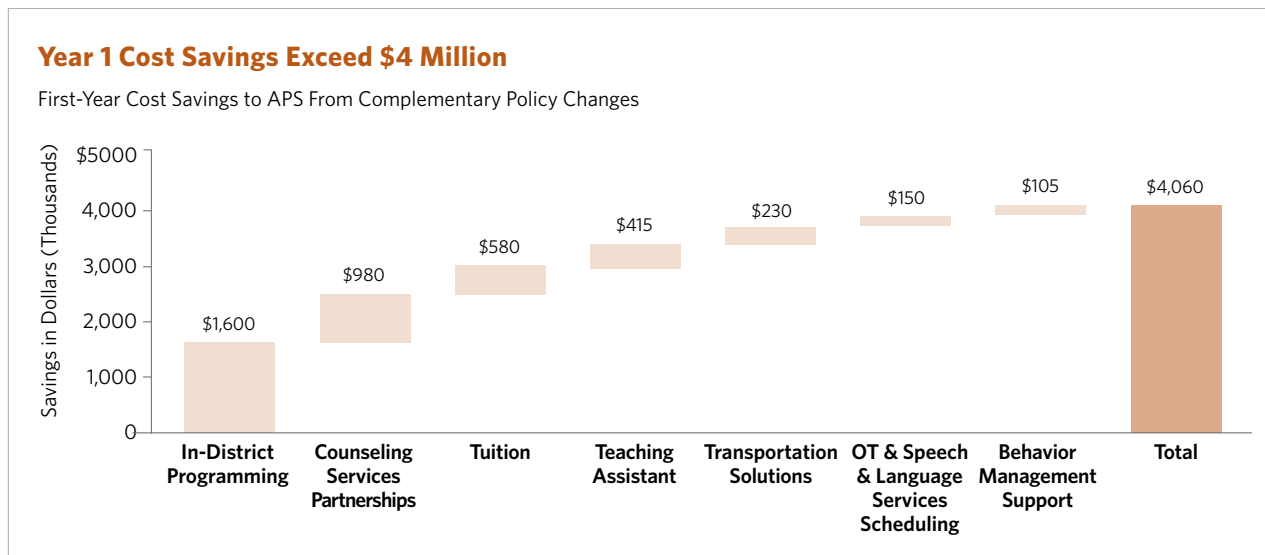 Year 1 Cost Savings Exceed $4 Million
First-Year Cost Savings to APS From Complementary Policy Changes
Savings in Dollars (Thousands)
$5000
4,000
3,000
2,000
1,000
0
$1,600
$980
$580
$415
$230
$150
$105
$4,060
In-District
Programming
Counseling
Services
Partnerships
Tuition
Teaching
Assistant
Transportation
Solutions
OT & Speech
& Language
Services
Scheduling
Behavior
Management
Support
Total